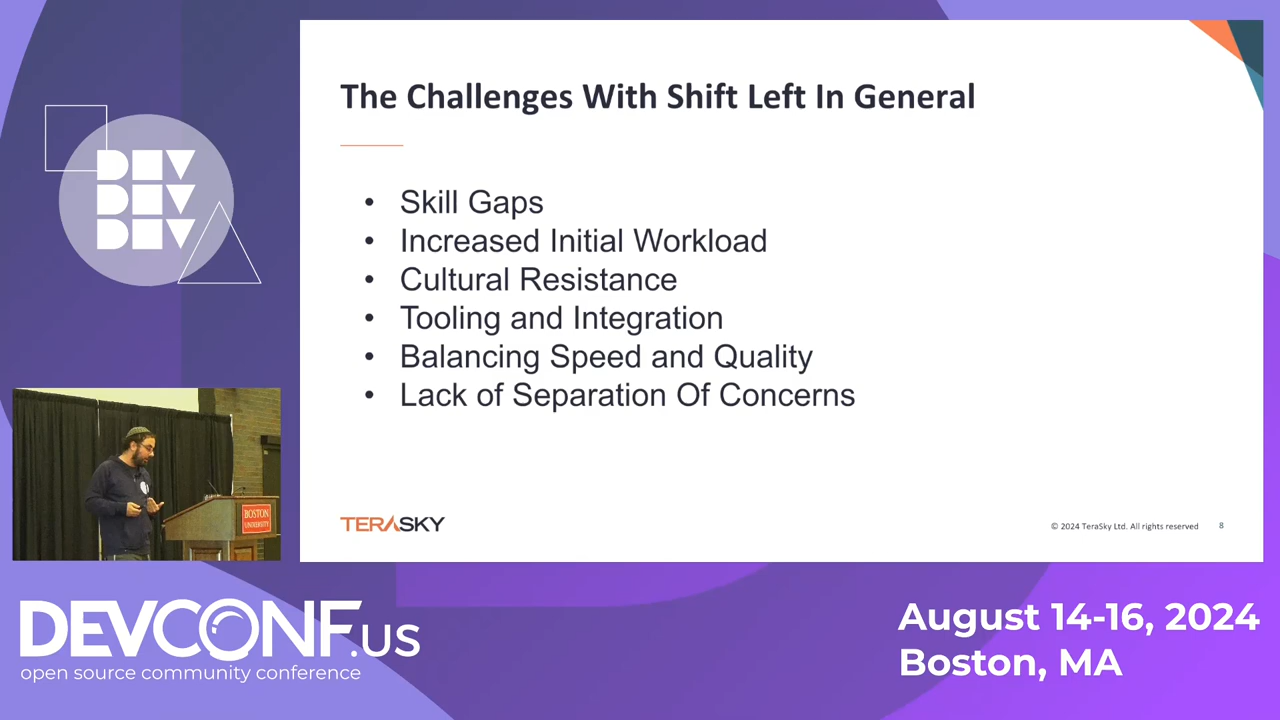 The Challenges With Shift Left In General
• Skill Gaps
• Increased Initial Workload
• Cultural Resistance
• Tooling and Integration
• Balancing Speed and Quality
• Lack of Separation Of Concerns
TERASKY
© 2024 TeraSky Ltd. All rights reserved
8
DEV
DEV
DEV
BOSTON
UNIVERSITY
DEVCONF.US
open source community conference
August 14-16, 2024
Boston, MA